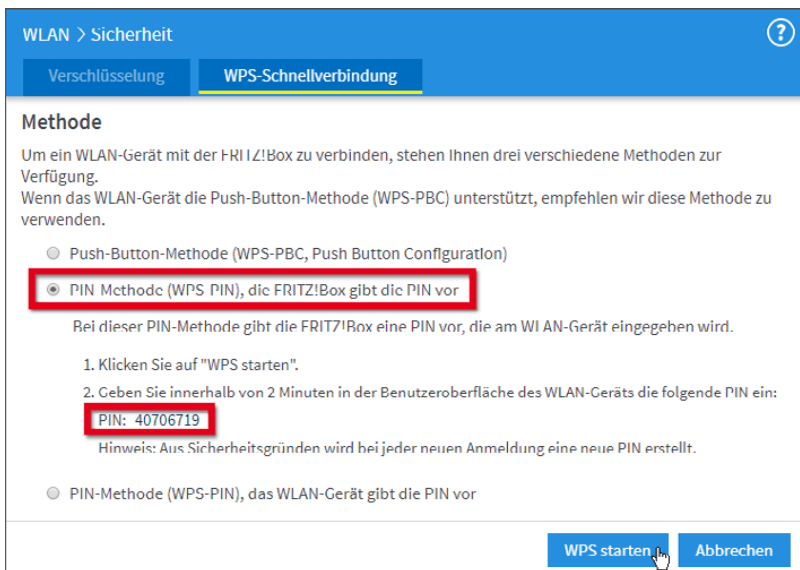 WLAN > Sicherheit
?
Verschlüsselung
WPS-Schnellverbindung
Methode
Um ein WLAN-Gerät mit der FRITZ!Box zu verbinden, stehen Ihnen drei verschiedene Methoden zur
Verfügung.
Wenn das WLAN-Gerät die Push-Button-Methode (WPS-PBC) unterstützt, empfehlen wir diese Methode zu
verwenden.
Push-Button-Methode (WPS-PBC, Push Button Configuration)
PIN-Methode (WPS-PIN), die FRITZ!Box gibt die PIN vor
Bei dieser PIN-Methode gibt die FRITZ!Box eine PIN vor, die am WLAN-Gerät eingegeben wird.
1. Klicken Sie auf "WPS starten".
2. Geben Sie innerhalb von 2 Minuten in der Benutzeroberfläche des WLAN-Geräts die folgende PIN ein:
PIN: 40706719
Hinweis: Aus Sicherheitsgründen wird bei jeder neuen Anmeldung eine neue PIN erstellt.
PIN-Methode (WPS-PIN), das WLAN-Gerät gibt die PIN vor
WPS starten
Abbrechen